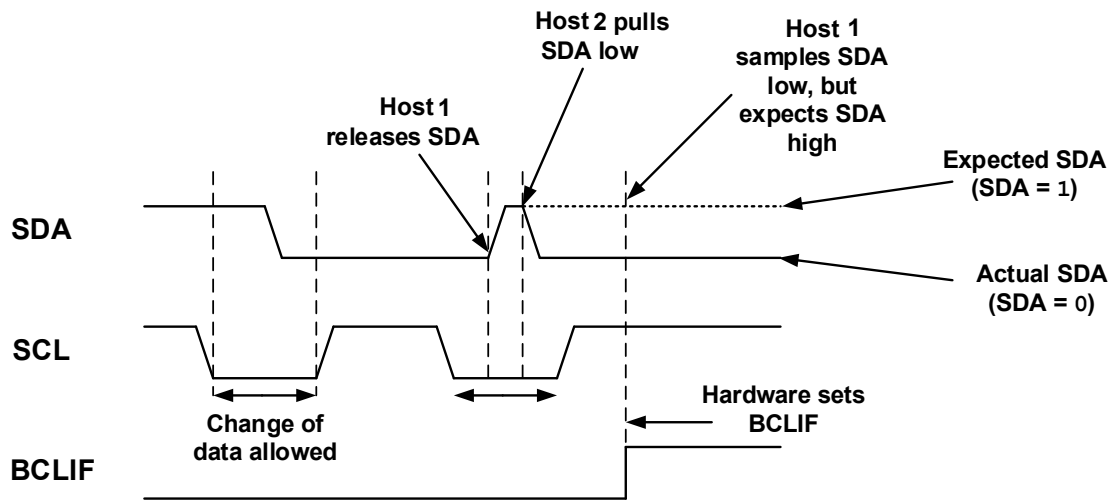 Host 2 pulls
SDA low
Host 1
samples SDA
low, but
expects SDA
high
Host 1
releases SDA
Expected SDA
(SDA = 1)
SDA
Actual SDA
(SDA = 0)
SCL
Change of
data allowed
Hardware sets
BCLIF
BCLIF